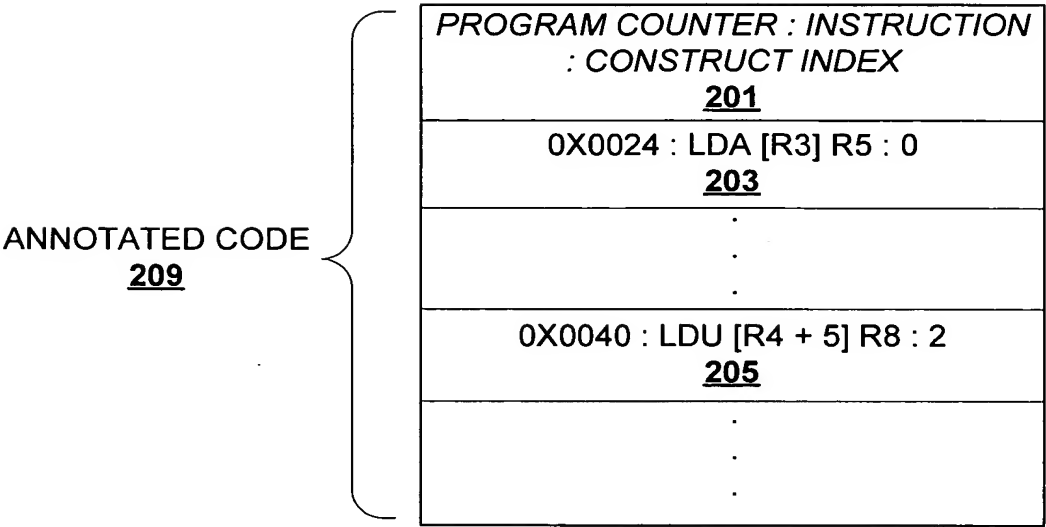 PROGRAM COUNTER : INSTRUCTION
: CONSTRUCT INDEX
201
0X0024 : LDA [R3] R5 : 0
203
.
.
.
ANNOTATED CODE
209
0X0040 : LDU [R4 + 5] R8 : 2
205
.
.
.